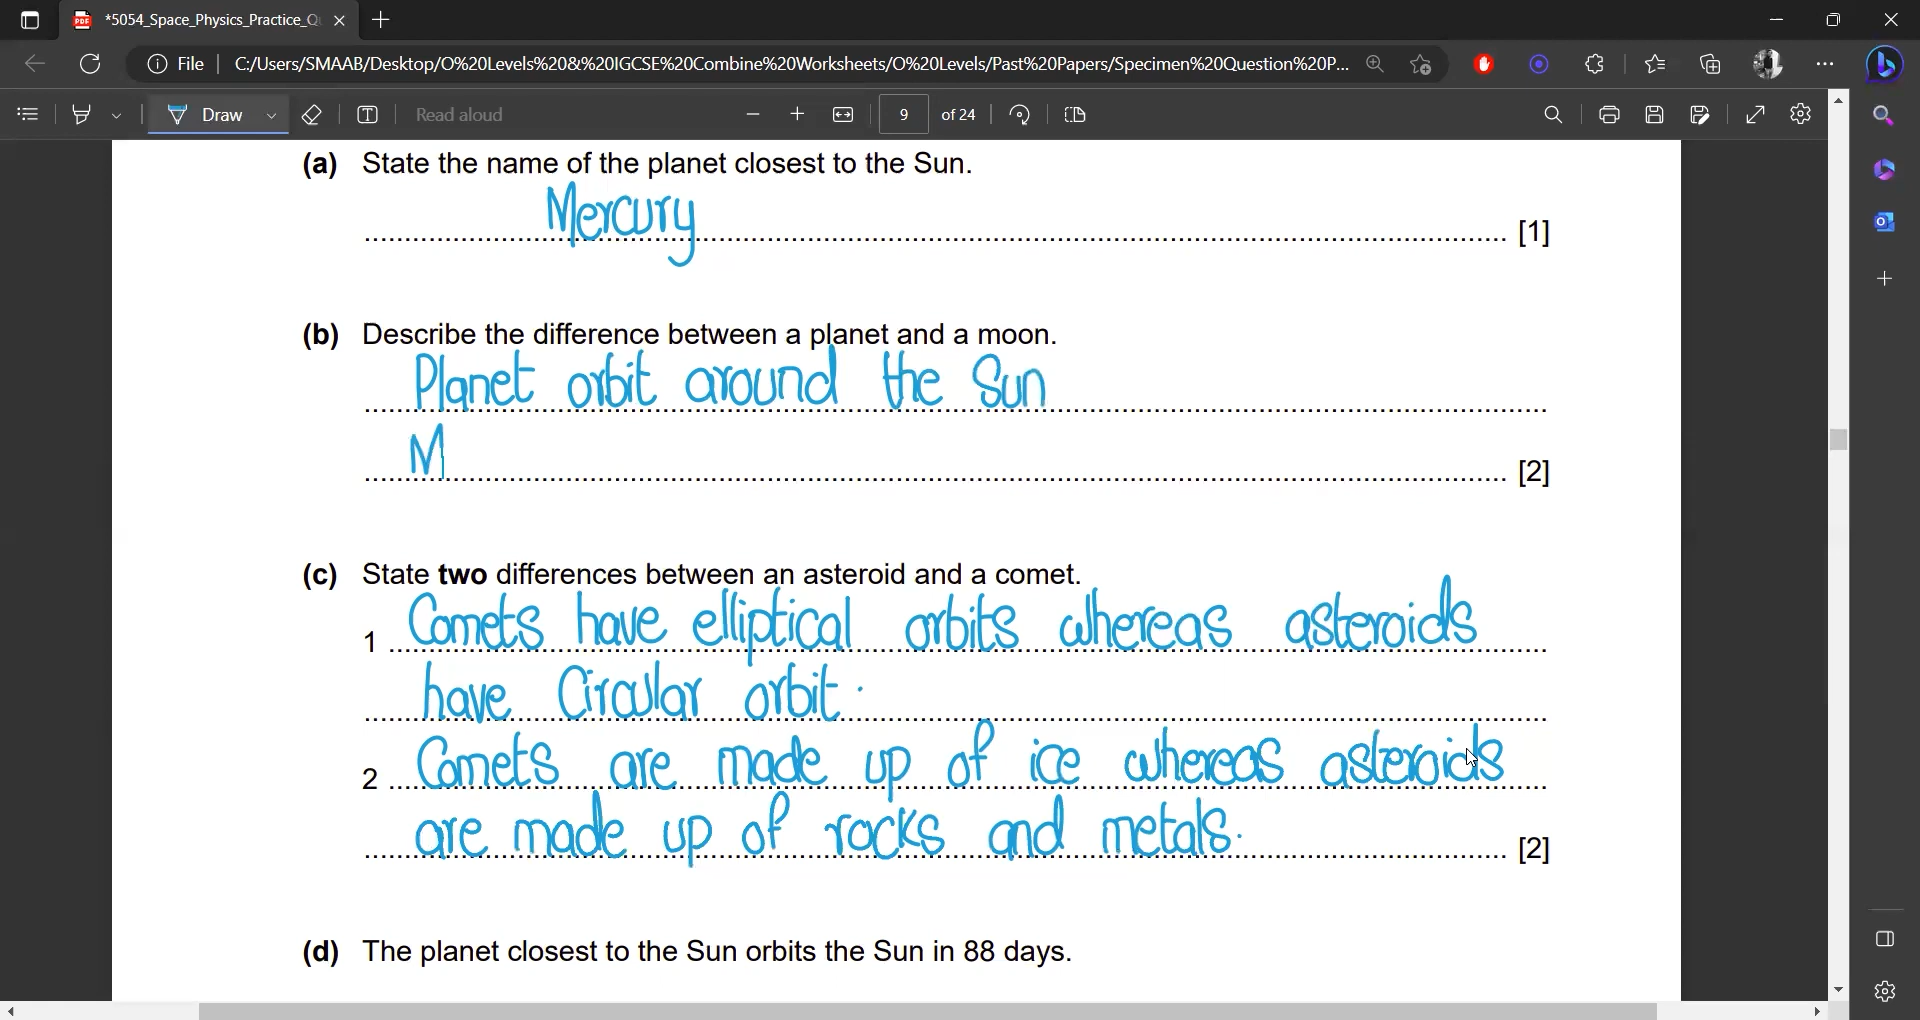 *5054_Space_Physics_Practice_Qu
File
C:/Users/SMAAB/Desktop/O%20Levels%20&%20IGCSE%20Combine%20Worksheets/O%20Levels/Past%20Papers/Specimen%20Question%20P...
Draw
Read aloud
9 of 24
(a) State the name of the planet closest to the Sun.
Mercury
[1]
(b) Describe the difference between a planet and a moon.
Planet orbit around the Sun
M
[2]
(c) State two differences between an asteroid and a comet.
1 Comets have elliptical orbits whereas asteroids
have Circular orbit.
2 Comets are made up of ice whereas asteroids
are made up of rocks and metals.
[2]
(d) The planet closest to the Sun orbits the Sun in 88 days.